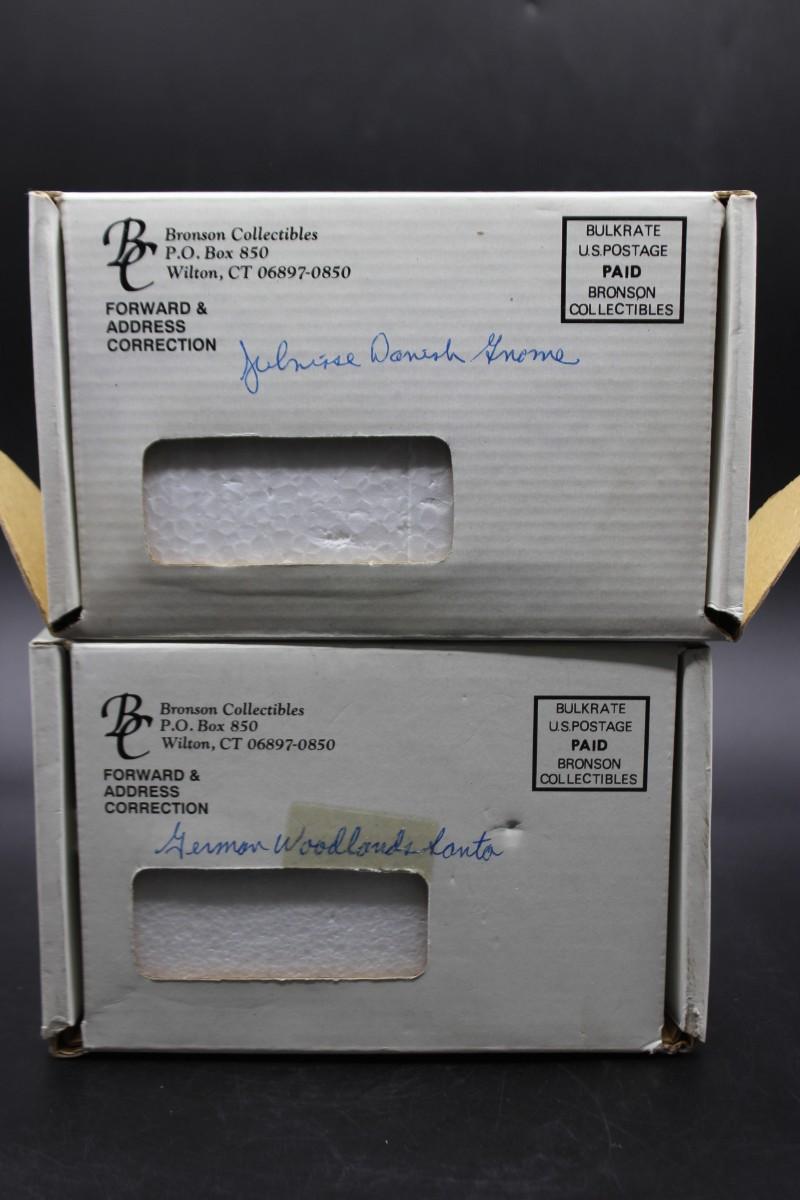 BC
Bronson Collectibles
P.O. Box 850
Wilton, CT 06897-0850
FORWARD &
ADDRESS
CORRECTION
BULKRATE
U.S.POSTAGE
PAID
BRONSON
COLLECTIBLES
Julnisse Danish Gnome
BC
Bronson Collectibles
P.O. Box 850
Wilton, CT 06897-0850
FORWARD &
ADDRESS
CORRECTION
BULKRATE
U.S.POSTAGE
PAID
BRONSON
COLLECTIBLES
German Woodlands Santa